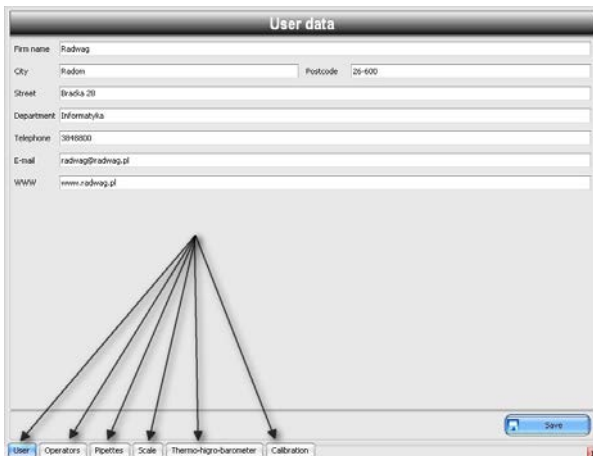 User data
Firm name Radwag
City Radom Postcode 26-600
Street Bracka 28
Department Informatyka
Telephone 3848800
E-mail radwag@radwag.pl
WWW www.radwag.pl
Save
User Operators Pipettes Scale Thermo-higro-barometer Calibration